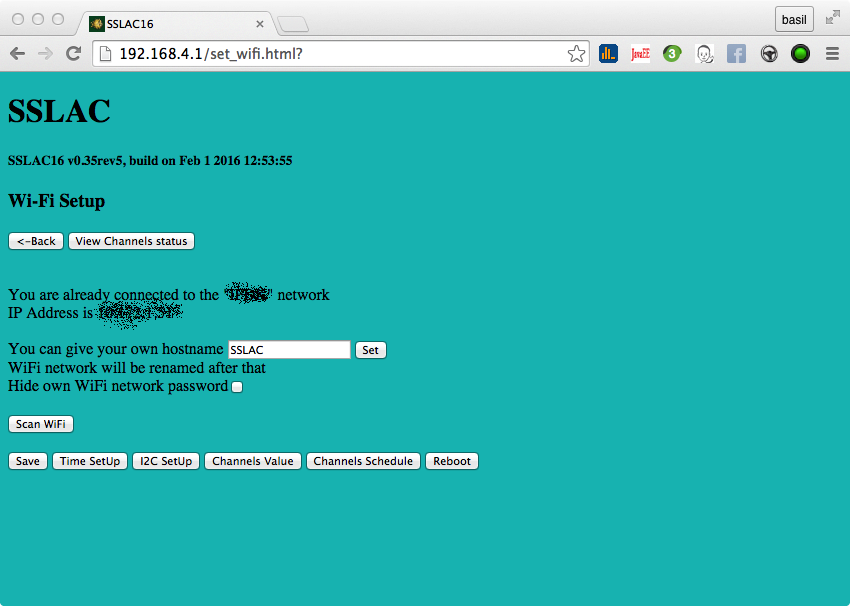 SSLAC16
basil
192.168.4.1/set_wifi.html?
JavaEE
3
SSLAC
SSLAC16 v0.35rev5, build on Feb 1 2016 12:53:55
Wi-Fi Setup
<-Back View Channels status
You are already connected to the network
IP Address is
You can give your own hostname SSLAC Set
WiFi network will be renamed after that
Hide own WiFi network password
Scan WiFi
Save Time SetUp I2C SetUp Channels Value Channels Schedule Reboot